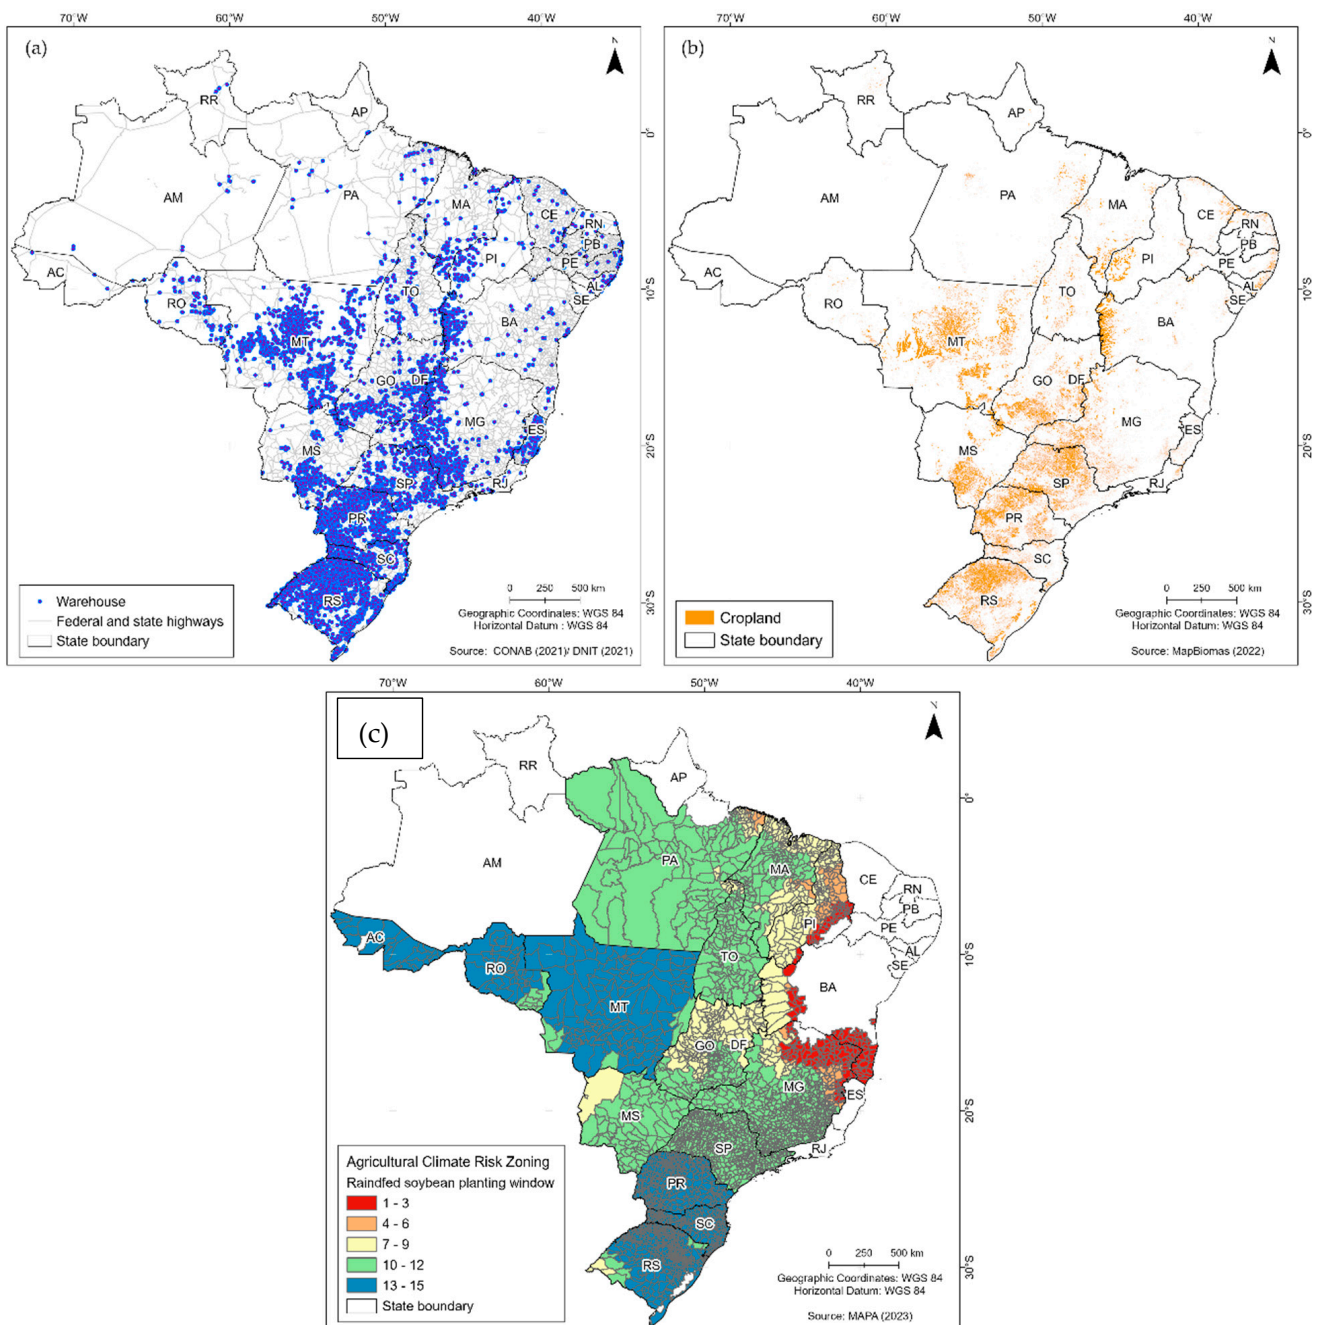 70°W 60°W 50°W 40°W
(a)
N
RR
AP
0°
AM
PA
MA
CE
RN
PB
PE
AL
SE
PI
AC
RO
TO
10°S
BA
MT
GO
DF
MG
ES
MS
20°S
SP
RJ
PR
SC
RS
30°S
Warehouse
Federal and state highways
State boundary
0 250 500 km
Geographic Coordinates: WGS 84
Horizontal Datum : WGS 84
Source: CONAB (2021)/ DNIT (2021)
70°W 60°W 50°W 40°W
(b)
N
RR
AP
0°
AM
PA
MA
CE
RN
PB
PE
AL
SE
PI
AC
RO
TO
10°S
BA
MT
GO
DF
MG
ES
MS
20°S
SP
RJ
PR
SC
RS
30°S
Cropland
State boundary
0 250 500 km
Geographic Coordinates: WGS 84
Horizontal Datum: WGS 84
Source: MapBiomas (2022)
70°W 60°W 50°W 40°W
(c)
N
RR
AP
0°
AM
PA
MA
CE
RN
PB
PE
AL
SE
PI
AC
RO
TO
10°S
BA
MT
GO
DF
MG
ES
MS
20°S
SP
RJ
PR
SC
RS
30°S
Agricultural Climate Risk Zoning
Raindfed soybean planting window
1 - 3
4 - 6
7 - 9
10 - 12
13 - 15
State boundary
0 250 500 km
Geographic Coordinates: WGS 84
Horizontal Datum: WGS 84
Source: MAPA (2023)